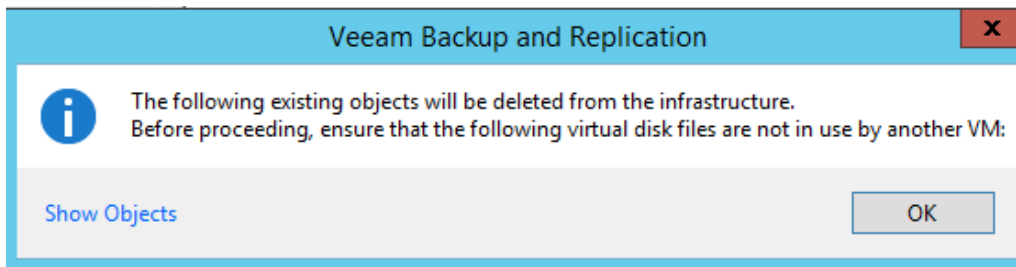 Veeam Backup and Replication
x
i
The following existing objects will be deleted from the infrastructure.
Before proceeding, ensure that the following virtual disk files are not in use by another VM:
Show Objects
OK